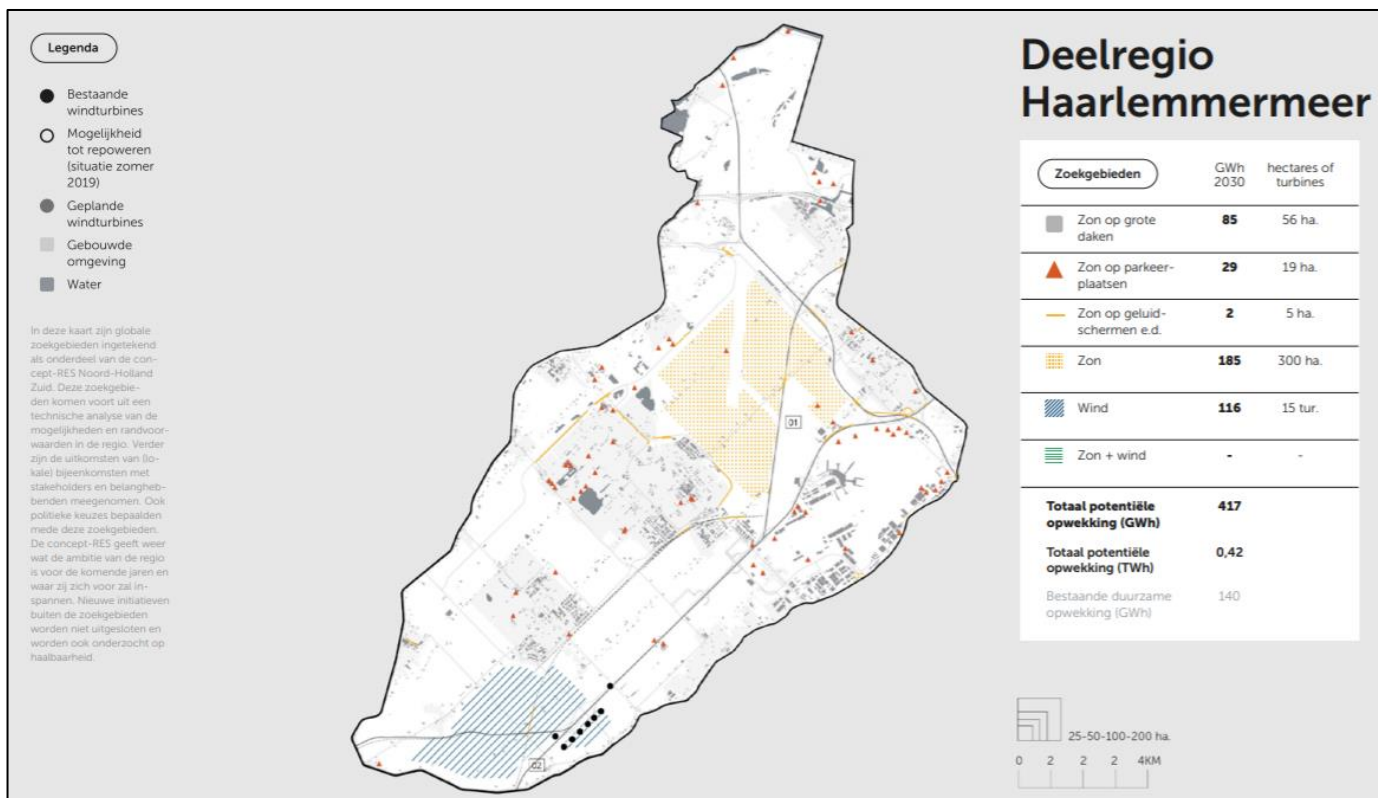 Legenda
Bestaande
windturbines
Mogelijkheid
tot repoweren
(situatie zomer
2019)
Geplande
windturbines
Gebouwde
omgeving
Water
In deze kaart zijn globale
zoekgebieden ingetekend
als onderdeel van de con-
cept-RES Noord-Holland
Zuid. Deze zoekgebie-
den komen voort uit een
technische analyse van de
mogelijkheden en randvoor-
waarden in de regio. Verder
zijn de uitkomsten van (lo-
kale) bijeenkomsten met
stakeholders en belangheb-
benden meegenomen. Ook
politieke keuzes bepaalden
mede deze zoekgebieden.
De concept-RES geeft weer
wat de ambitie van de regio
is voor de komende jaren en
waar zij zich voor zal in-
spannen. Nieuwe initiatieven
buiten de zoekgebieden
worden niet uitgesloten en
worden ook onderzocht op
haalbaarheid.
01
02
Deelregio
Haarlemmermeer
Zoekgebieden GWh 2030 hectares of turbines
Zon op grote daken 85 56 ha.
Zon op parkeer-
plaatsen 29 19 ha.
Zon op geluid-
schermen e.d. 2 5 ha.
Zon 185 300 ha.
Wind 116 15 tur.
Zon + wind - -
Totaal potentiële
opwekking (GWh) 417
Totaal potentiële
opwekking (TWh) 0,42
Bestaande duurzame
opwekking (GWh) 140
25-50-100-200 ha.
0 2 2 2 4KM